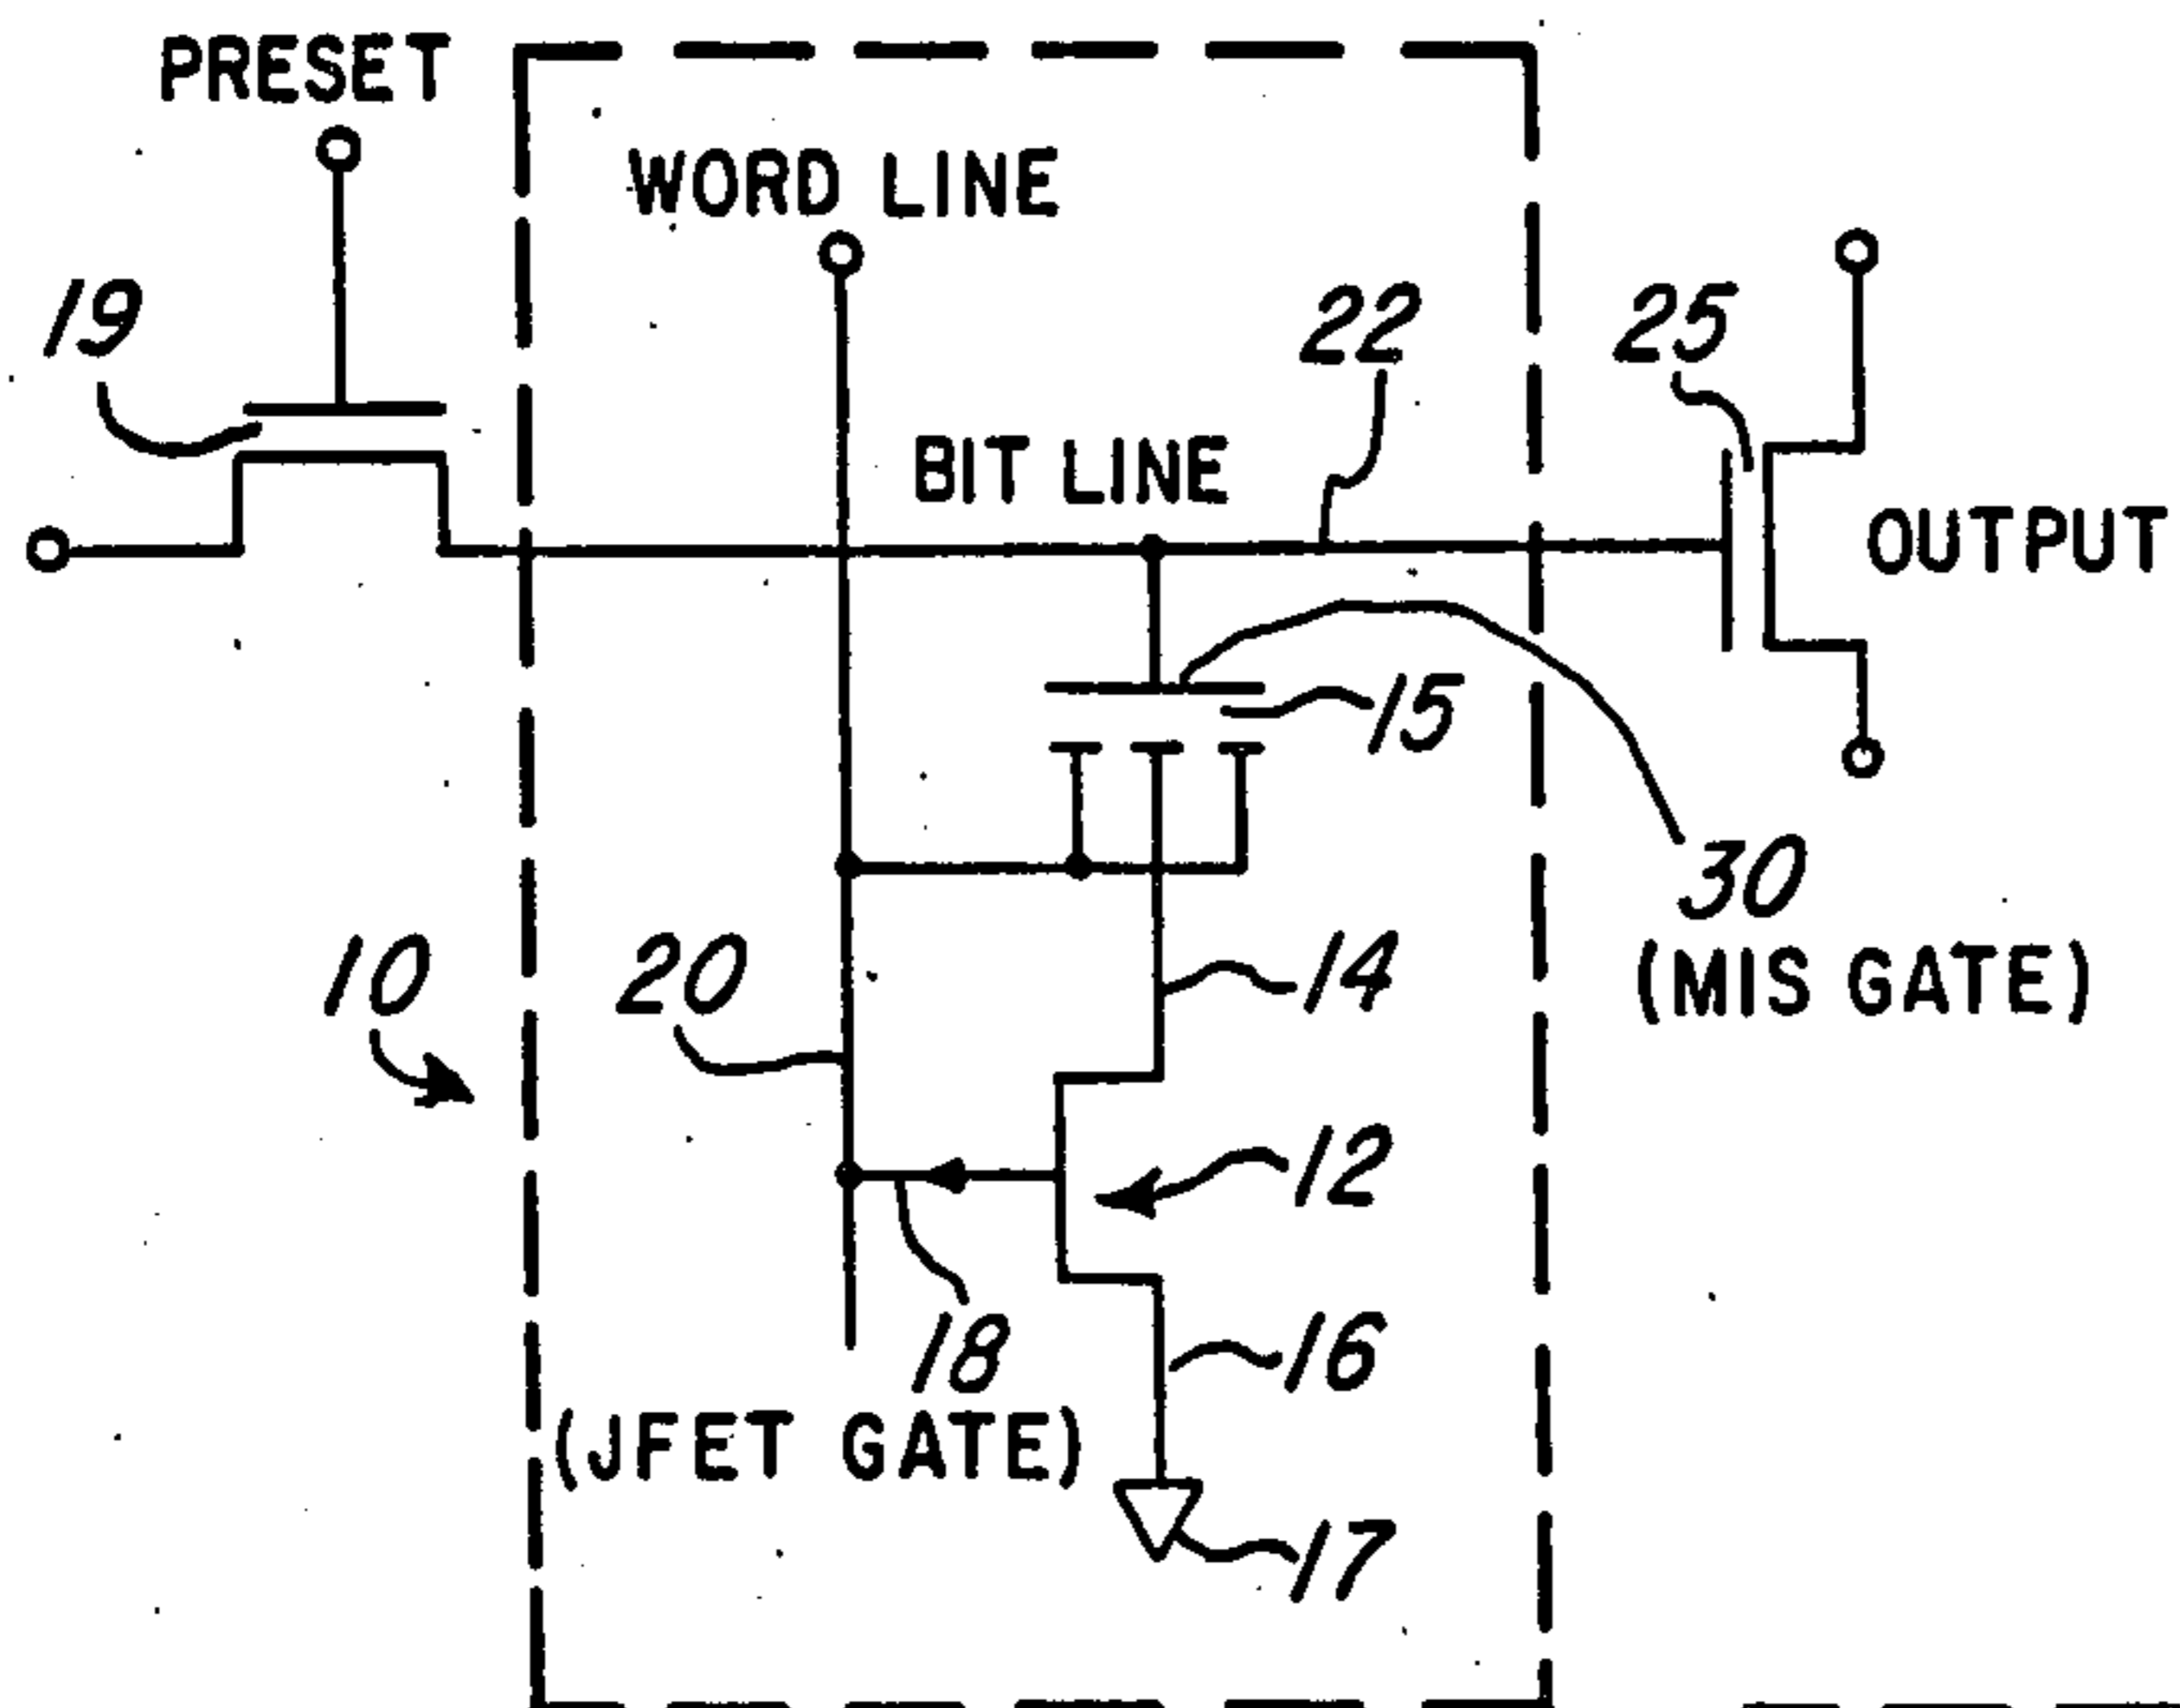 PRESET
WORD LINE
19
22
25
BIT LINE
OUTPUT
15
30
(MIS GATE)
10
20
14
12
18
(JFET GATE)
16
17